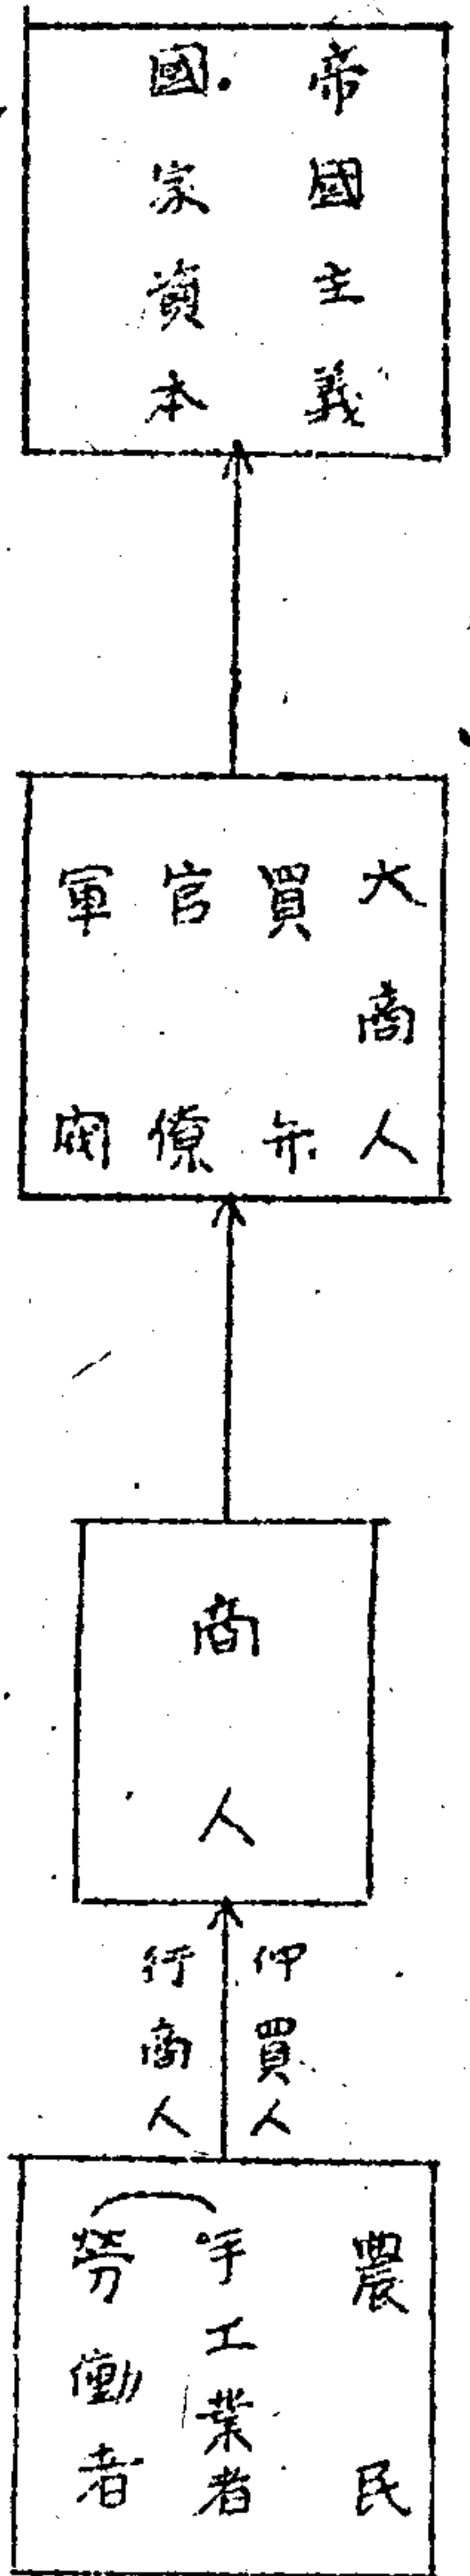 帝國主義
國家資本
大商人
買弁
官僚
軍閥
商人
仲買人
行商人
農民
手工業者
勞働者